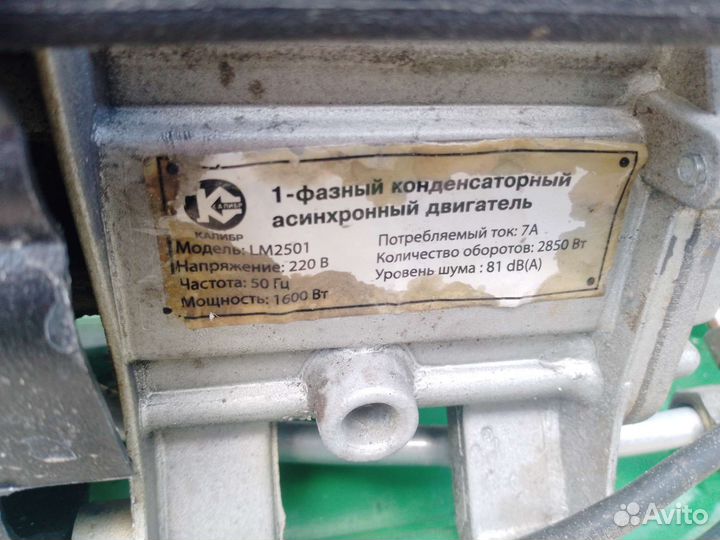 КАЛИБР
КАЛИБР
1-фазный конденсаторный
асинхронный двигатель
Модель: LM2501
Напряжение: 220 В
Частота: 50 Гц
Мощность: 1600 Вт
Потребляемый ток: 7А
Количество оборотов: 2850 Вт
Уровень шума : 81 dB(A)
Avito